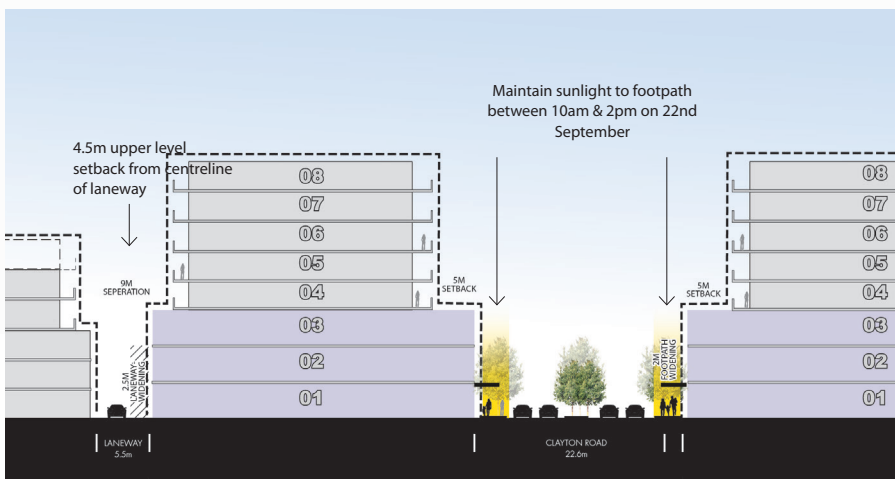 Maintain sunlight to footpath
between 10am & 2pm on 22nd
September
4.5m upper level
setback from centreline
of laneway
08
07
06
05
04
03
02
01
08
07
06
05
04
03
02
01
9M
SEPERATION
5M
SETBACK
5M
SETBACK
2.5M
LANEWAY
WIDENING
2M
FOOTPATH
WIDENING
LANEWAY
5.5m
CLAYTON ROAD
22.6m